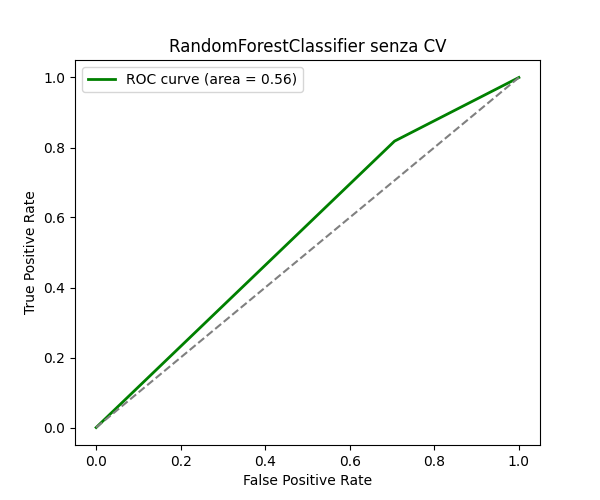 RandomForestClassifier senza CV
ROC curve (area = 0.56)
1.0
0.8
0.6
0.4
0.2
0.0
True Positive Rate
0.0 0.2 0.4 0.6 0.8 1.0
False Positive Rate